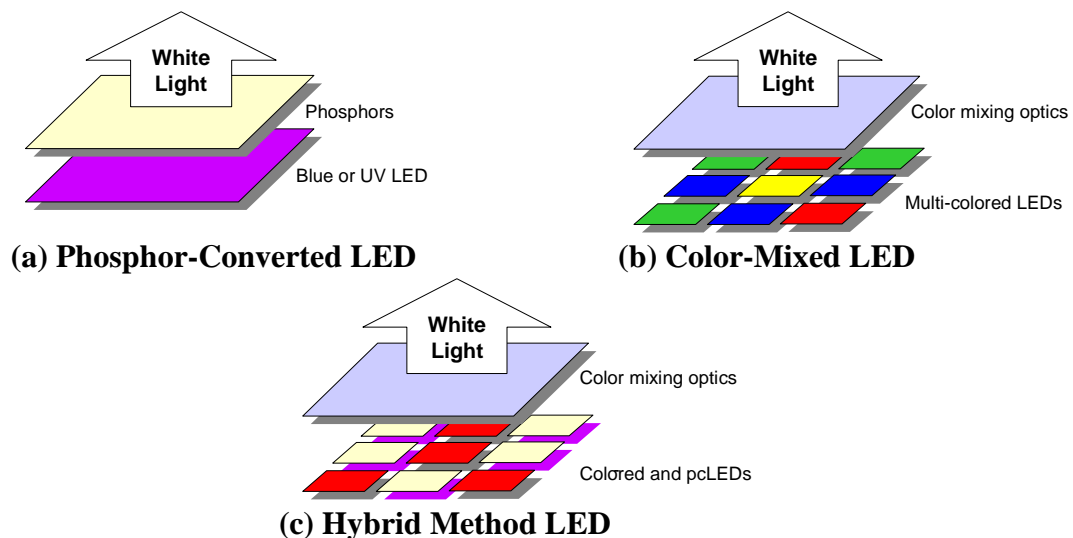 White
Light
Phosphors
Blue or UV LED
(a) Phosphor-Converted LED
White
Light
Color mixing optics
Multi-colored LEDs
(b) Color-Mixed LED
White
Light
Color mixing optics
Colored and pcLEDs
(c) Hybrid Method LED